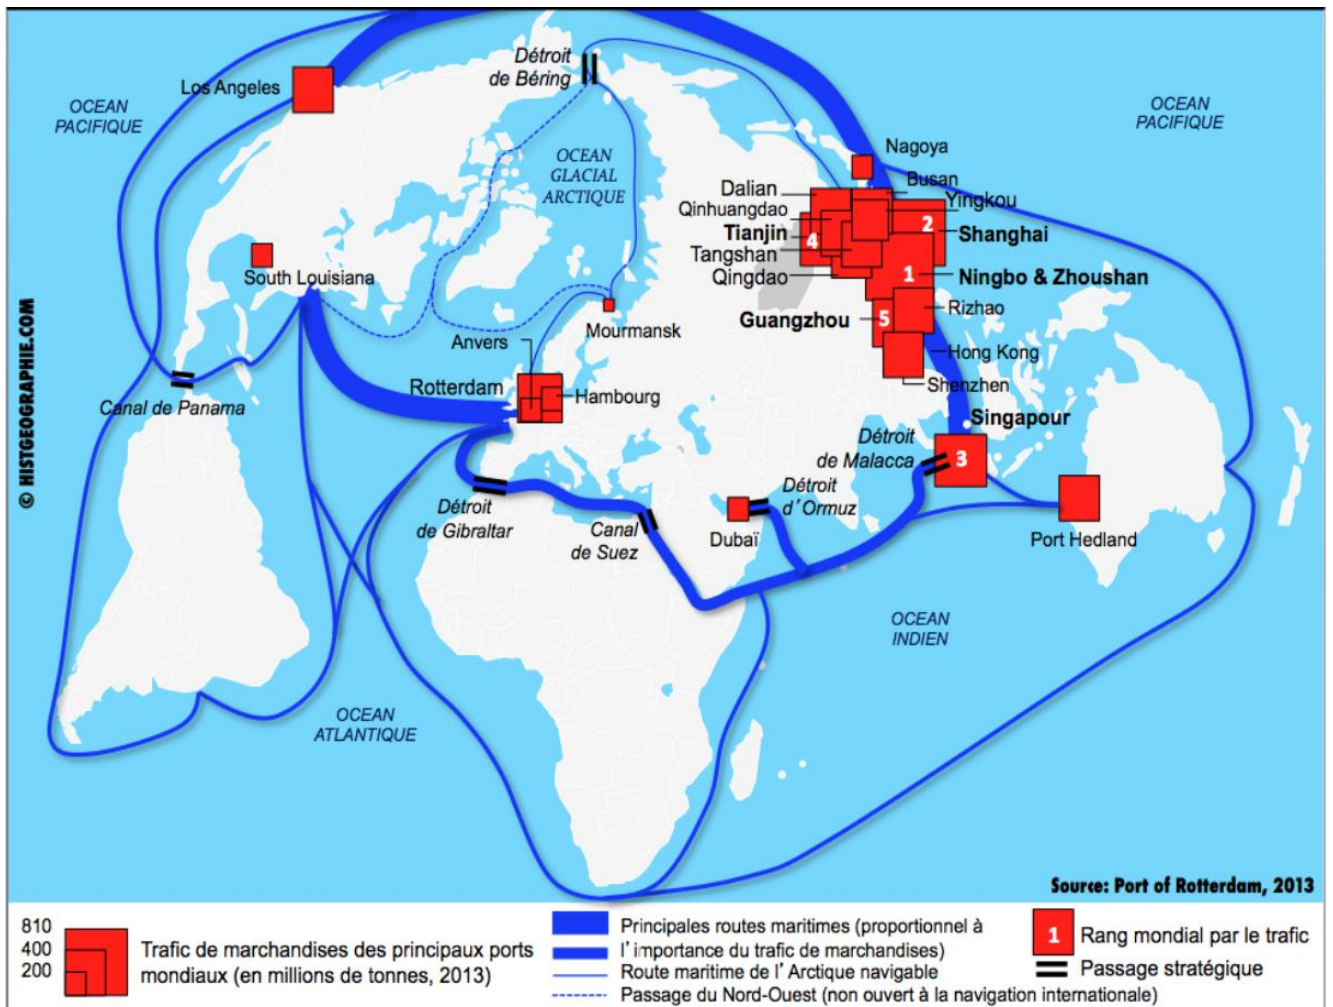 Détroit
de Béring
Los Angeles
OCEAN
PACIFIQUE
OCEAN
PACIFIQUE
OCEAN
GLACIAL
ARCTIQUE
Nagoya
Busan
Dalian
Yingkou
Qinhuangdao
Tianjin
4
2
Shanghai
Tangshan
Qingdao
1
Ningbo & Zhoushan
South Louisiana
Rizhao
Guangzhou
5
Mourmansk
Anvers
Hong Kong
Shenzhen
Rotterdam
Hambourg
Canal de Panama
Singapour
Détroit
de Malacca
3
Détroit
de Gibraltar
Canal
de Suez
Dubaï
Détroit
d'Ormuz
Port Hedland
OCEAN
INDIEN
OCEAN
ATLANTIQUE
© HISTGEOGRAPHIE.COM
Source: Port of Rotterdam, 2013
810
400
200
Trafic de marchandises des principaux ports
mondiaux (en millions de tonnes, 2013)
Principales routes maritimes (proportionnel à
l'importance du trafic de marchandises)
Route maritime de l'Arctique navigable
Passage du Nord-Ouest (non ouvert à la navigation internationale)
1
Rang mondial par le trafic
Passage stratégique